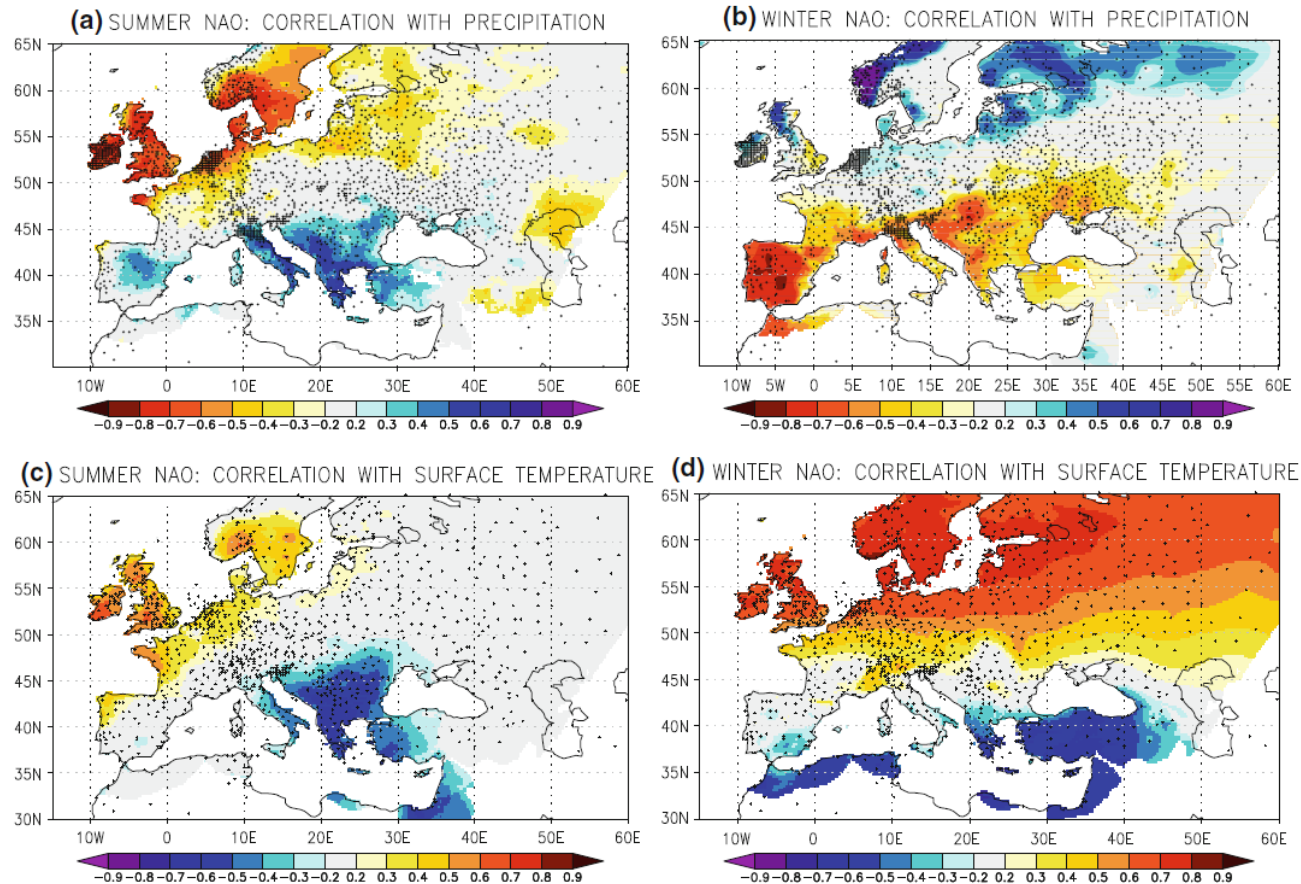 (a) SUMMER NAO: CORRELATION WITH PRECIPITATION
65N
60N
55N
50N
45N
40N
35N
10W 0 10E 20E 30E 40E 50E 60E
-0.9 -0.8 -0.7 -0.6 -0.5 -0.4 -0.3 -0.2 0.2 0.3 0.4 0.5 0.6 0.7 0.8 0.9
(b) WINTER NAO: CORRELATION WITH PRECIPITATION
65N
60N
55N
50N
45N
40N
35N
10W 5W 0 5E 10E 15E 20E 25E 30E 35E 40E 45E 50E 55E 60E
-0.9 -0.8 -0.7 -0.6 -0.5 -0.4 -0.3 -0.2 0.2 0.3 0.4 0.5 0.6 0.7 0.8 0.9
(c) SUMMER NAO: CORRELATION WITH SURFACE TEMPERATURE
65N
60N
55N
50N
45N
40N
35N
30N
10W 0 10E 20E 30E 40E 50E 60E
-0.9 -0.8 -0.7 -0.6 -0.5 -0.4 -0.3 -0.2 0.2 0.3 0.4 0.5 0.6 0.7 0.8 0.9
(d) WINTER NAO: CORRELATION WITH SURFACE TEMPERATURE
65N
60N
55N
50N
45N
40N
35N
30N
10W 0 10E 20E 30E 40E 50E 60E
-0.9 -0.8 -0.7 -0.6 -0.5 -0.4 -0.3 -0.2 0.2 0.3 0.4 0.5 0.6 0.7 0.8 0.9